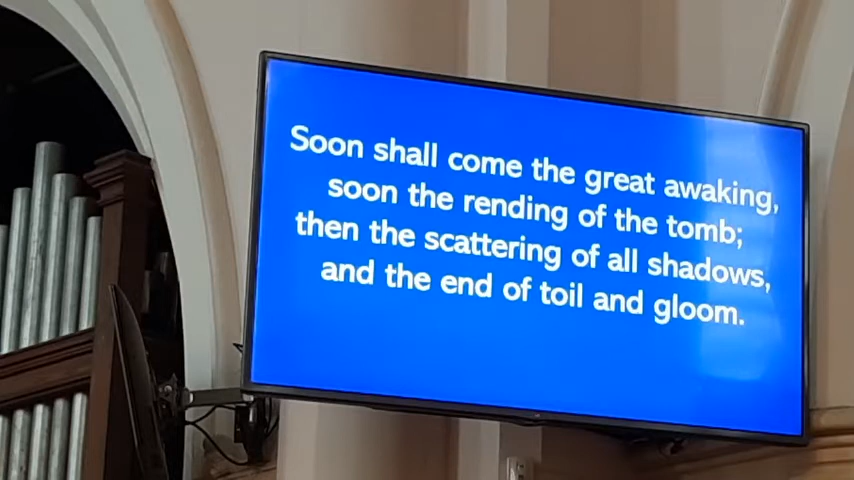 Soon shall come the great awaking,
soon the rending of the tomb;
then the scattering of all shadows,
and the end of toil and gloom.